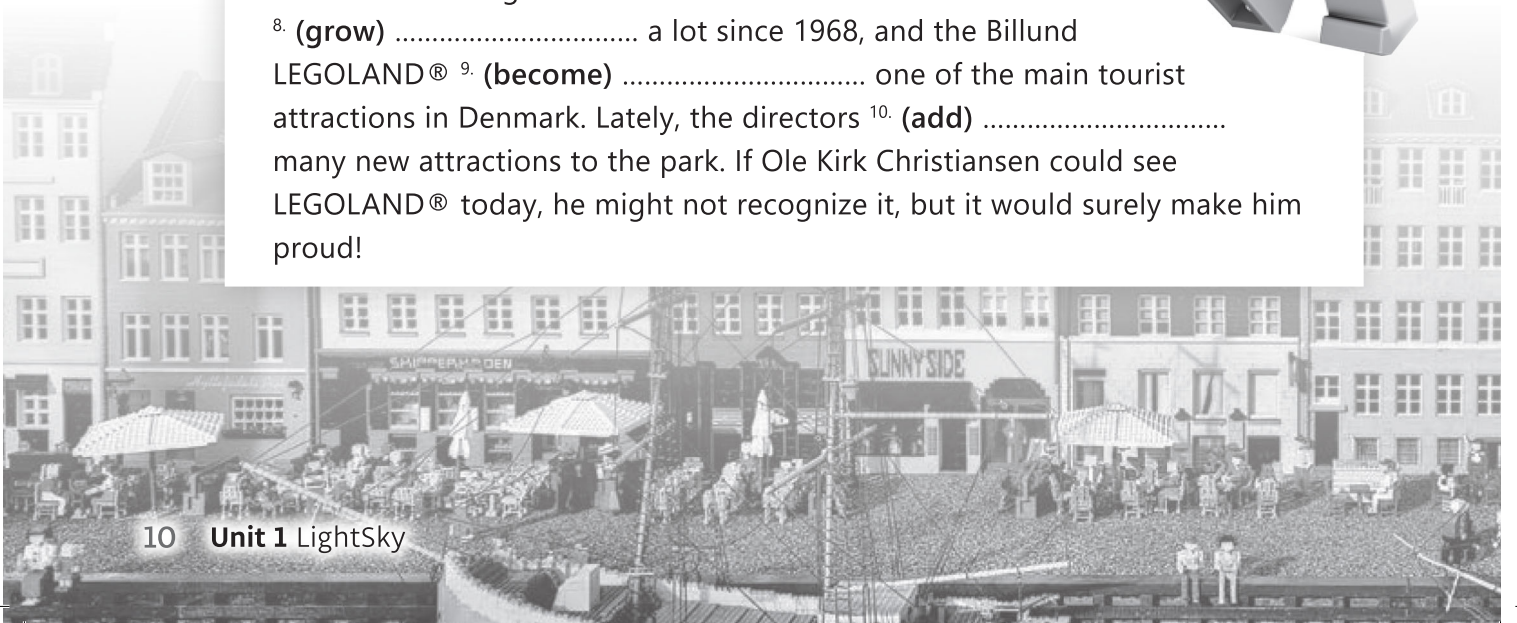 8. (grow) ................................. a lot since 1968, and the Billund
LEGOLAND® 9. (become) ................................. one of the main tourist
attractions in Denmark. Lately, the directors 10. (add) .................................
many new attractions to the park. If Ole Kirk Christiansen could see
LEGOLAND® today, he might not recognize it, but it would surely make him
proud!
SUNNYSIDE
10 Unit 1 LightSky